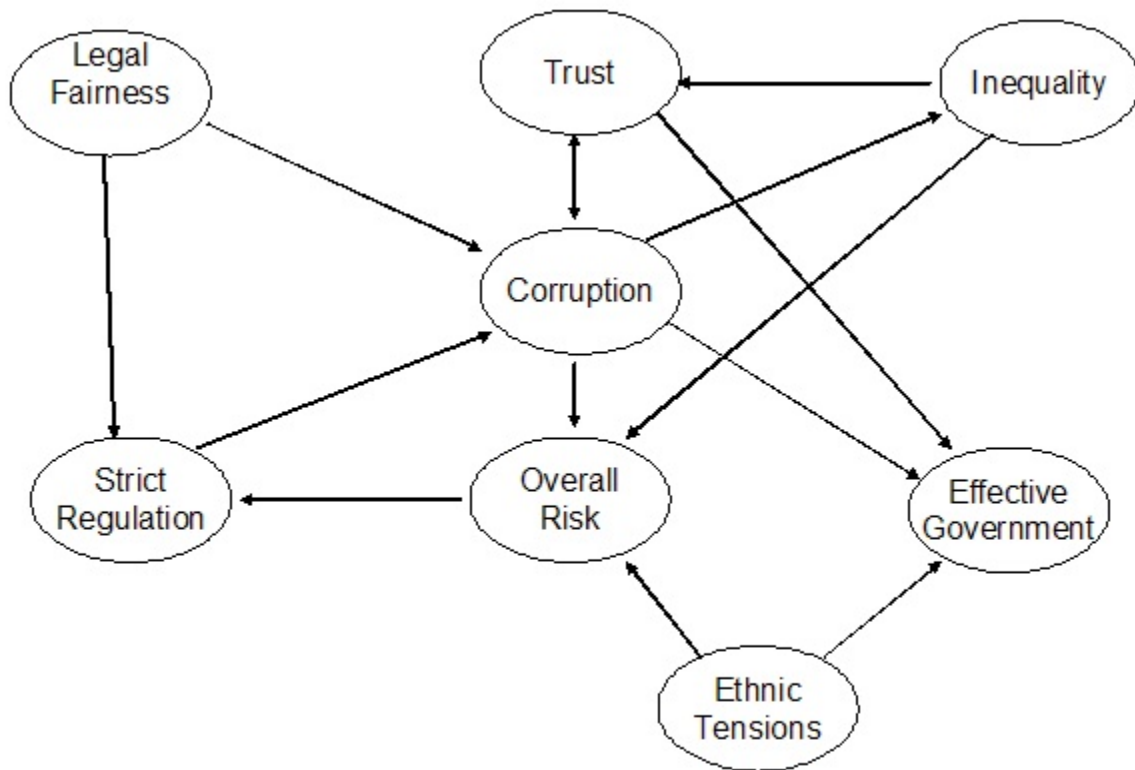 Legal
Fairness
Trust
Inequality
Corruption
Strict
Regulation
Overall
Risk
Effective
Government
Ethnic
Tensions